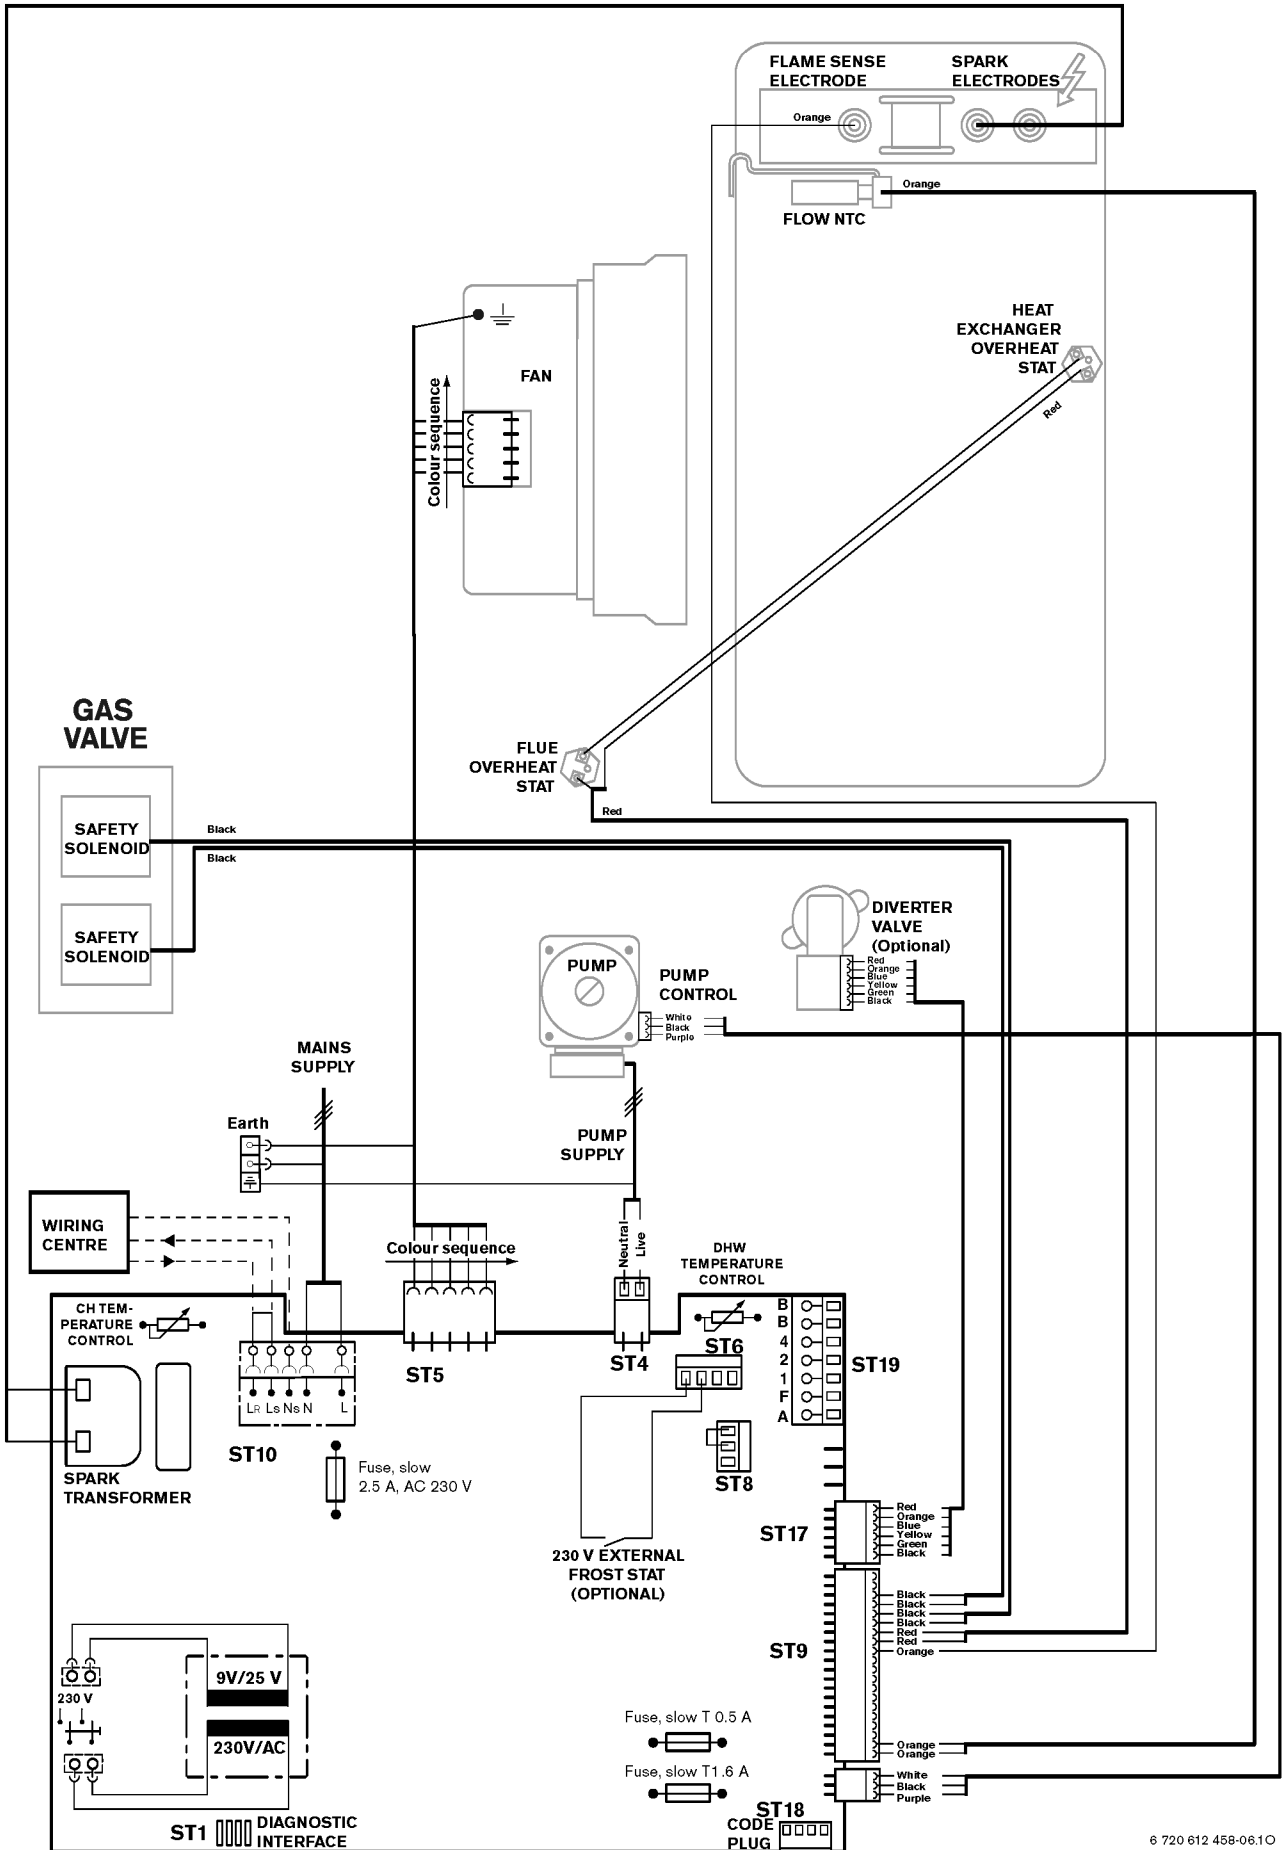 FLAME SENSE
ELECTRODE
SPARK
ELECTRODES
Orange
Orange
FLOW NTC
HEAT
EXCHANGER
OVERHEAT
STAT
Red
FAN
Colour sequence
GAS
VALVE
SAFETY
SOLENOID
SAFETY
SOLENOID
Black
Black
FLUE
OVERHEAT
STAT
Red
DIVERTER
VALVE
(Optional)
Red
Orange
Blue
Yellow
Green
Black
PUMP
PUMP
CONTROL
White
Black
Purple
MAINS
SUPPLY
Earth
PUMP
SUPPLY
WIRING
CENTRE
Colour sequence
Neutral
Live
DHW
TEMPERATURE
CONTROL
CH TEM-
PERATURE
CONTROL
ST5
ST4
ST6
B
B
4
2
1
F
A
ST19
LR Ls Ns N L
ST10
SPARK
TRANSFORMER
Fuse, slow
2.5 A, AC 230 V
ST8
230 V EXTERNAL
FROST STAT
(OPTIONAL)
ST17
Red
Orange
Blue
Yellow
Green
Black
ST9
Black
Black
Black
Black
Red
Red
Orange
Orange
Orange
White
Black
Purple
9V/25 V
230 V
230V/AC
Fuse, slow T 0.5 A
Fuse, slow T1.6 A
ST18
CODE
PLUG
ST1
DIAGNOSTIC
INTERFACE
6 720 612 458-06.1O